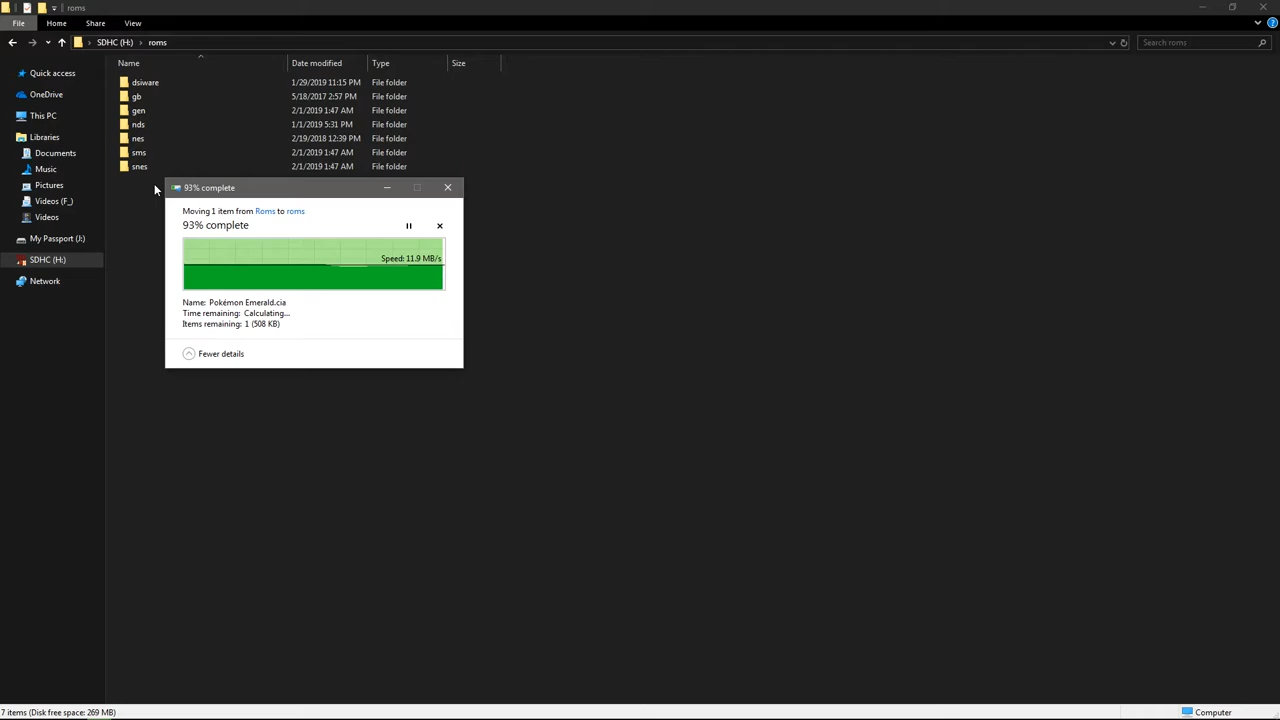 roms
File Home Share View
SDHC (H:) roms Search roms
Name Date modified Type Size
Quick access
OneDrive
This PC
Libraries
Documents
Music
Pictures
Videos (F_)
Videos
My Passport (J:)
SDHC (H:)
Network
dsiware 1/29/2019 11:15 PM File folder
gb 5/18/2017 2:57 PM File folder
gen 2/1/2019 1:47 AM File folder
nds 1/1/2019 5:31 PM File folder
nes 2/19/2018 12:39 PM File folder
sms 2/1/2019 1:47 AM File folder
snes 2/1/2019 1:47 AM File folder
93% complete
Moving 1 item from Roms to roms
93% complete
Speed: 11.9 MB/s
Name: Pokémon Emerald.cia
Time remaining: Calculating...
Items remaining: 1 (508 KB)
Fewer details
7 items (Disk free space: 269 MB) Computer